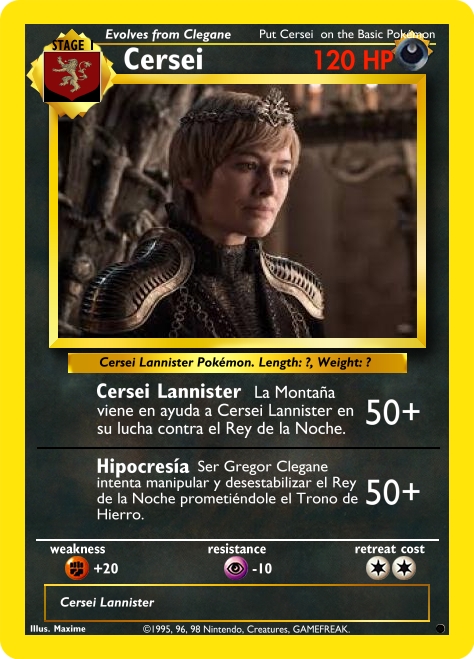 Evolves from Clegane
Put Cersei on the Basic Pokémon
STAGE 1
Cersei
120 HP
Cersei Lannister Pokémon. Length: ?, Weight: ?
Cersei Lannister La Montaña
viene en ayuda a Cersei Lannister en
su lucha contra el Rey de la Noche.
50+
Hipocresía Ser Gregor Clegane
intenta manipular y desestabilizar el Rey
de la Noche prometiéndole el Trono de
Hierro.
50+
weakness
resistance
retreat cost
+20
-10
Cersei Lannister
Illus. Maxime
©1995, 96, 98 Nintendo, Creatures, GAMEFREAK.